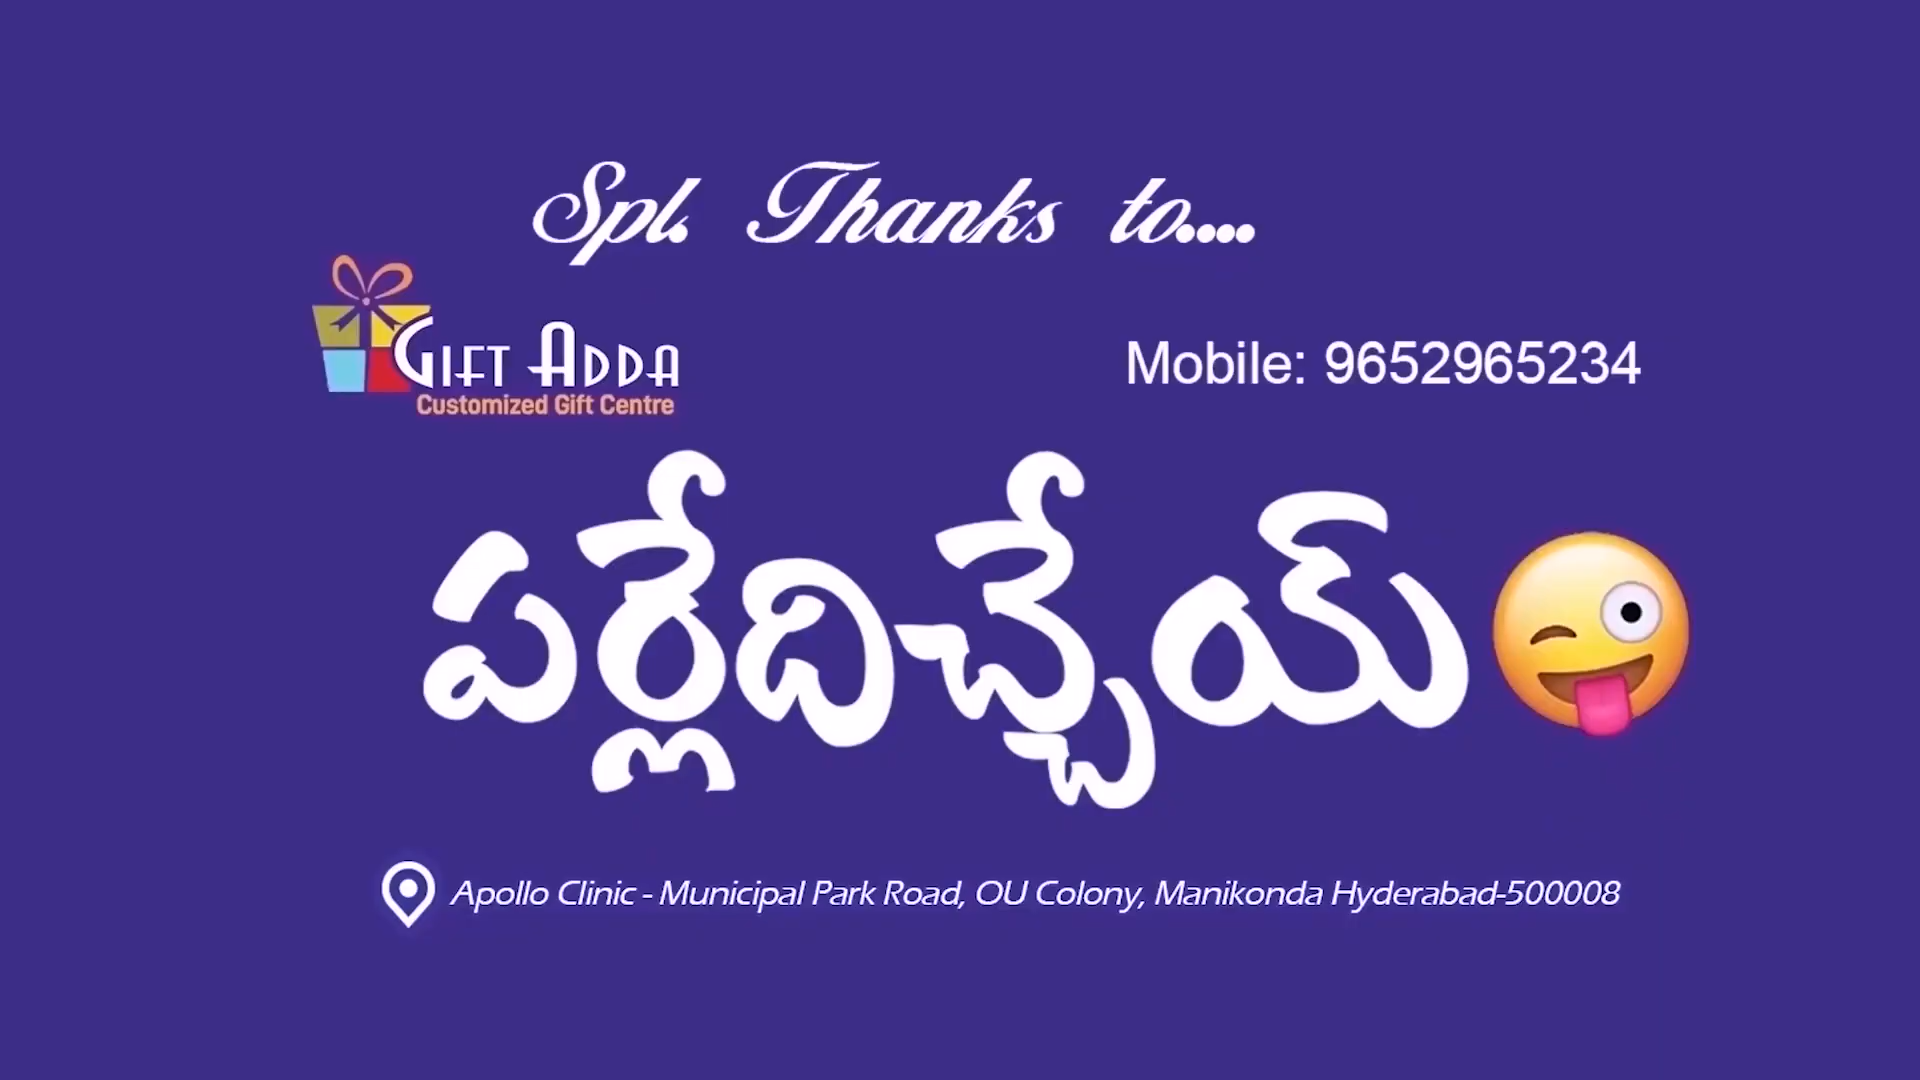 Spl. Thanks to....
GIFT ADDA
Customized Gift Centre
Mobile: 9652965234
పర్లేదిచ్చేయ్
Apollo Clinic - Municipal Park Road, OU Colony, Manikonda Hyderabad-500008